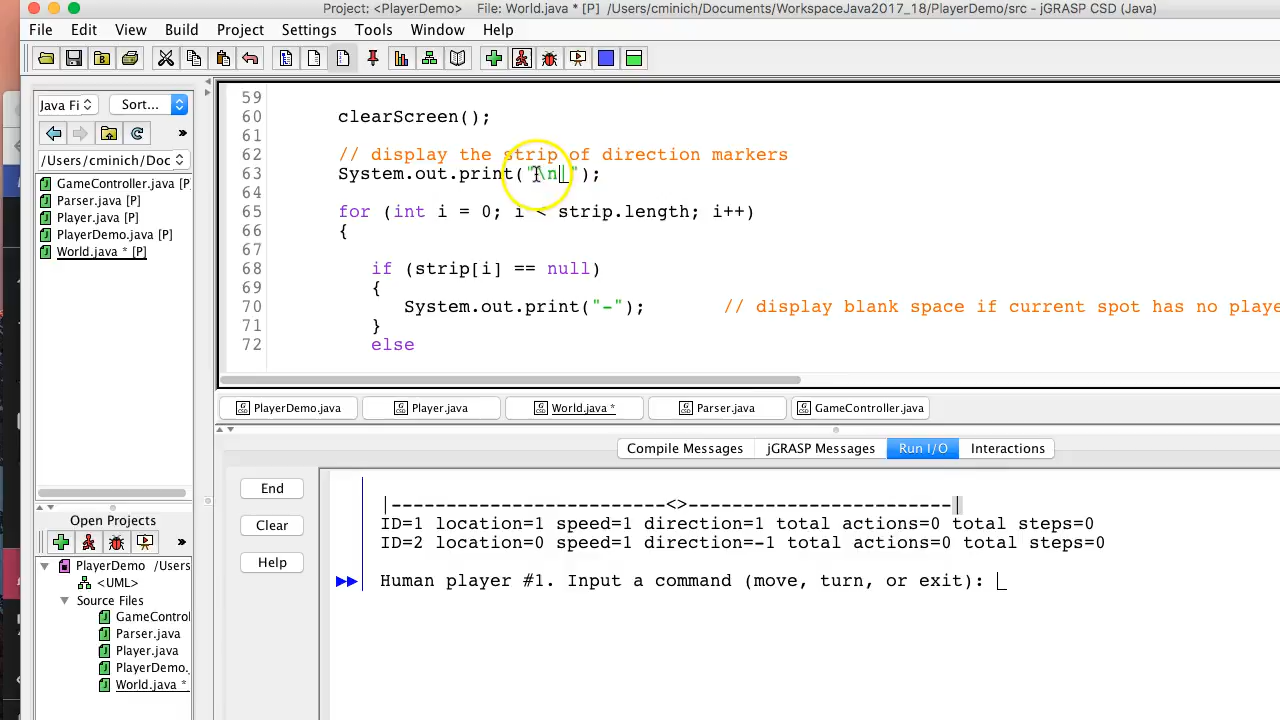 Project: <PlayerDemo> File: World.java * [P] /Users/cminich/Documents/WorkspaceJava2017_18/PlayerDemo/src - jGRASP CSD (Java)
File Edit View Build Project Settings Tools Window Help
Java Fi Sort...
/Users/cminich/Doc
GameController.java [P]
Parser.java [P]
Player.java [P]
PlayerDemo.java [P]
World.java * [P]
59
60 clearScreen();
61
62 // display the strip of direction markers
63 System.out.print("\n|");
64
65 for (int i = 0; i < strip.length; i++)
66 {
67
68 if (strip[i] == null)
69 {
70 System.out.print("-"); // display blank space if current spot has no playe
71 }
72 else
PlayerDemo.java Player.java World.java * Parser.java GameController.java
Compile Messages jGRASP Messages Run I/O Interactions
End
Clear
Help
|-------------------------<>------------------------|
ID=1 location=1 speed=1 direction=1 total actions=0 total steps=0
ID=2 location=0 speed=1 direction=-1 total actions=0 total steps=0
Human player #1. Input a command (move, turn, or exit):
Open Projects
PlayerDemo /Users
<UML>
Source Files
GameContro
Parser.java
Player.java
PlayerDemo.
World.java *